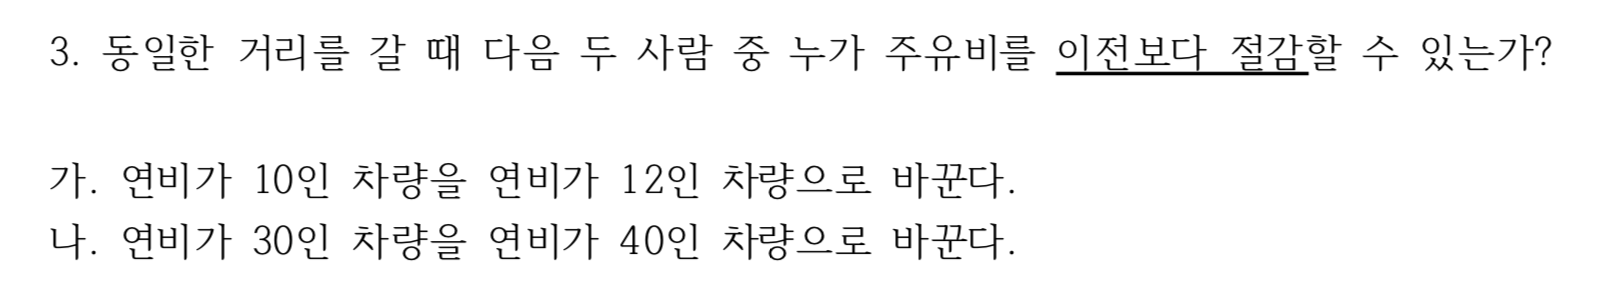 3. 동일한 거리를 갈 때 다음 두 사람 중 누가 주유비를 이전보다 절감할 수 있는가?
가. 연비가 10인 차량을 연비가 12인 차량으로 바꾼다.
나. 연비가 30인 차량을 연비가 40인 차량으로 바꾼다.